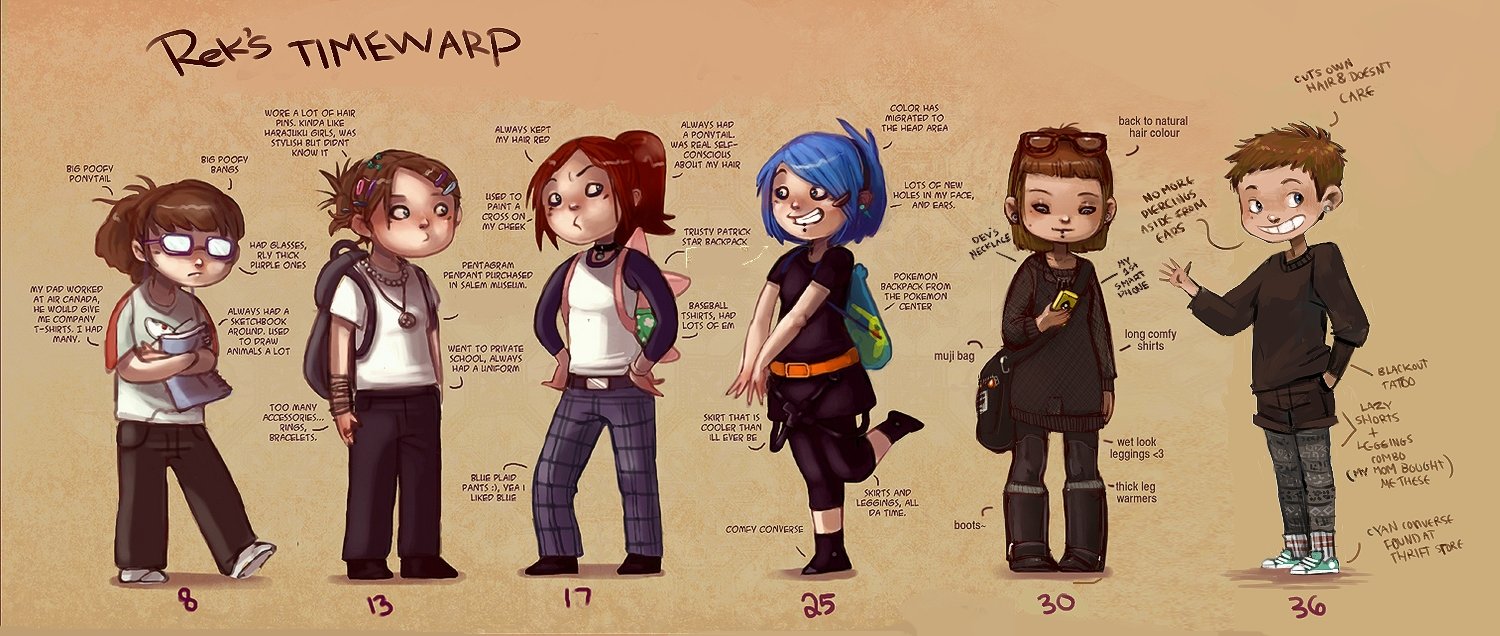 Rek's TIMEWARP
BIG POOFY
PONYTAIL
BIG POOFY
BANGS
HAD GLASSES,
RLY THICK
PURPLE ONES
MY DAD WORKED
AT AIR CANADA,
HE WOULD GIVE
ME COMPANY
T-SHIRTS. I HAD
MANY.
ALWAYS HAD A
SKETCHBOOK
AROUND. USED
TO DRAW
ANIMALS A LOT
8
WORE A LOT OF HAIR
PINS. KINDA LIKE
HARAJUKU GIRLS, WAS
STYLISH BUT DIDNT
KNOW IT
PENTAGRAM
PENDANT PURCHASED
IN SALEM MUSEUM.
WENT TO PRIVATE
SCHOOL, ALWAYS
HAD A UNIFORM
TOO MANY
ACCESSORIES...
RINGS,
BRACELETS.
13
ALWAYS KEPT
MY HAIR RED
ALWAYS HAD
A PONYTAIL.
WAS REAL SELF-
CONSCIOUS
ABOUT MY HAIR
USED TO
PAINT A
CROSS ON
MY CHEEK
TRUSTY PATRICK
STAR BACKPACK
BASEBALL
TSHIRTS, HAD
LOTS OF EM
BLUE PLAID
PANTS :), YEA I
LIKED BLUE
17
COLOR HAS
MIGRATED TO
THE HEAD AREA
LOTS OF NEW
HOLES IN MY FACE,
AND EARS.
POKEMON
BACKPACK FROM
THE POKEMON
CENTER
SKIRT THAT IS
COOLER THAN
ILL EVER BE
SKIRTS AND
LEGGINGS, ALL
DA TIME.
COMFY CONVERSE
25
back to natural
hair colour
DEV'S
NECKLACE
MY
1st
SMART
PHONE
muji bag
long comfy
shirts
wet look
leggings <3
thick leg
warmers
boots~
30
CUTS OWN
HAIR & DOESNT
CARE
NO MORE
PIERCINGS
ASIDE FROM
EARS
BLACKOUT
TATTOO
LAZY
SHORTS
+
LEGGINGS
COMBO
(MY MOM BOUGHT
ME THESE)
CYAN CONVERSE
FOUND AT
THRIFT STORE
36